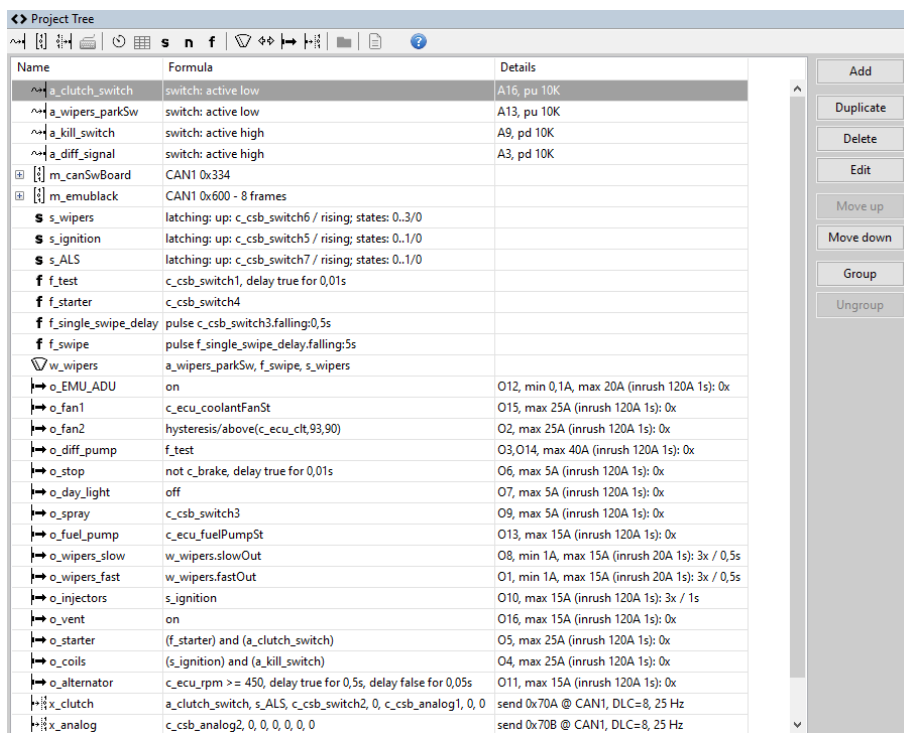 Project Tree
s n f
Name Formula Details
a_clutch_switch switch: active low A16, pu 10K
a_wipers_parkSw switch: active low A13, pu 10K
a_kill_switch switch: active high A9, pd 10K
a_diff_signal switch: active high A3, pd 10K
m_canSwBoard CAN1 0x334
m_emublack CAN1 0x600 - 8 frames
s s_wipers latching: up: c_csb_switch6 / rising; states: 0..3/0
s s_ignition latching: up: c_csb_switch5 / rising; states: 0..1/0
s s_ALS latching: up: c_csb_switch7 / rising; states: 0..1/0
f f_test c_csb_switch1, delay true for 0,01s
f f_starter c_csb_switch4
f f_single_swipe_delay pulse c_csb_switch3.falling:0,5s
f f_swipe pulse f_single_swipe_delay.falling:5s
w_wipers a_wipers_parkSw, f_swipe, s_wipers
o_EMU_ADU on O12, min 0,1A, max 20A (inrush 120A 1s): 0x
o_fan1 c_ecu_coolantFanSt O15, max 25A (inrush 120A 1s): 0x
o_fan2 hysteresis/above(c_ecu_clt,93,90) O2, max 25A (inrush 120A 1s): 0x
o_diff_pump f_test O3,O14, max 40A (inrush 120A 1s): 0x
o_stop not c_brake, delay true for 0,01s O6, max 5A (inrush 120A 1s): 0x
o_day_light off O7, max 5A (inrush 120A 1s): 0x
o_spray c_csb_switch3 O9, max 5A (inrush 120A 1s): 0x
o_fuel_pump c_ecu_fuelPumpSt O13, max 15A (inrush 120A 1s): 0x
o_wipers_slow w_wipers.slowOut O8, min 1A, max 15A (inrush 20A 1s): 3x / 0,5s
o_wipers_fast w_wipers.fastOut O1, min 1A, max 15A (inrush 20A 1s): 3x / 0,5s
o_injectors s_ignition O10, max 15A (inrush 120A 1s): 3x / 1s
o_vent on O16, max 15A (inrush 120A 1s): 0x
o_starter (f_starter) and (a_clutch_switch) O5, max 25A (inrush 120A 1s): 0x
o_coils (s_ignition) and (a_kill_switch) O4, max 25A (inrush 120A 1s): 0x
o_alternator c_ecu_rpm >= 450, delay true for 0,5s, delay false for 0,05s O11, max 15A (inrush 120A 1s): 0x
x_clutch a_clutch_switch, s_ALS, c_csb_switch2, 0, c_csb_analog1, 0, 0 send 0x70A @ CAN1, DLC=8, 25 Hz
x_analog c_csb_analog2, 0, 0, 0, 0, 0, 0 send 0x70B @ CAN1, DLC=8, 25 Hz
Add
Duplicate
Delete
Edit
Move up
Move down
Group
Ungroup